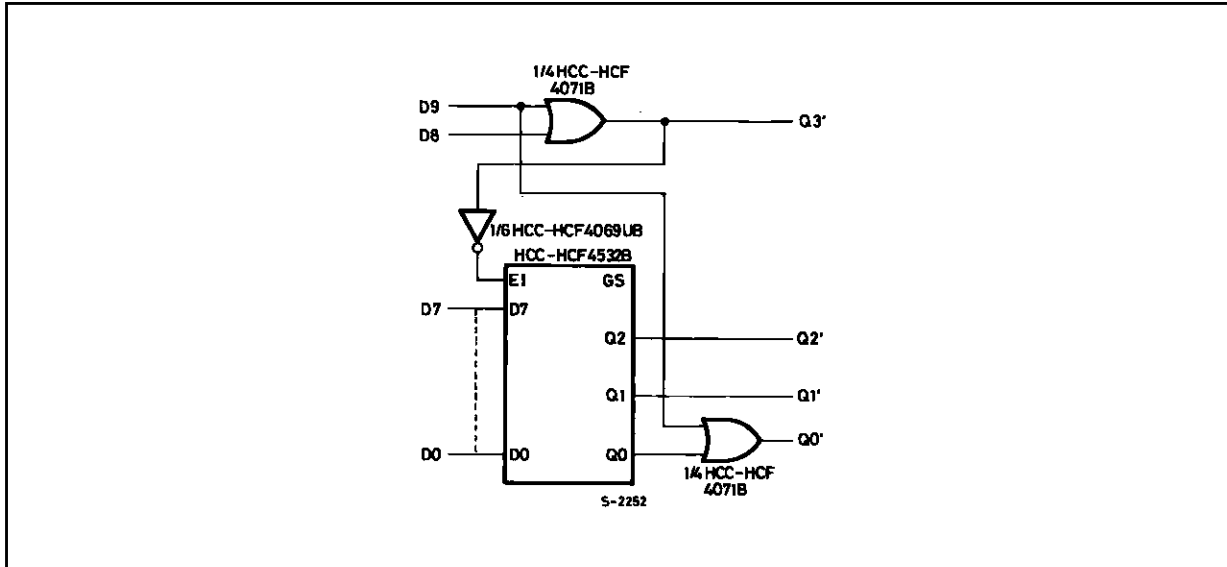 1/4 HCC-HCF
4071B
D9
D8
Q3'
1/6 HCC-HCF4069UB
HCC-HCF4532B
EI
GS
D7
D7
Q2
Q2'
Q1
Q1'
D0
D0
Q0
Q0'
1/4 HCC-HCF
4071B
S-2252